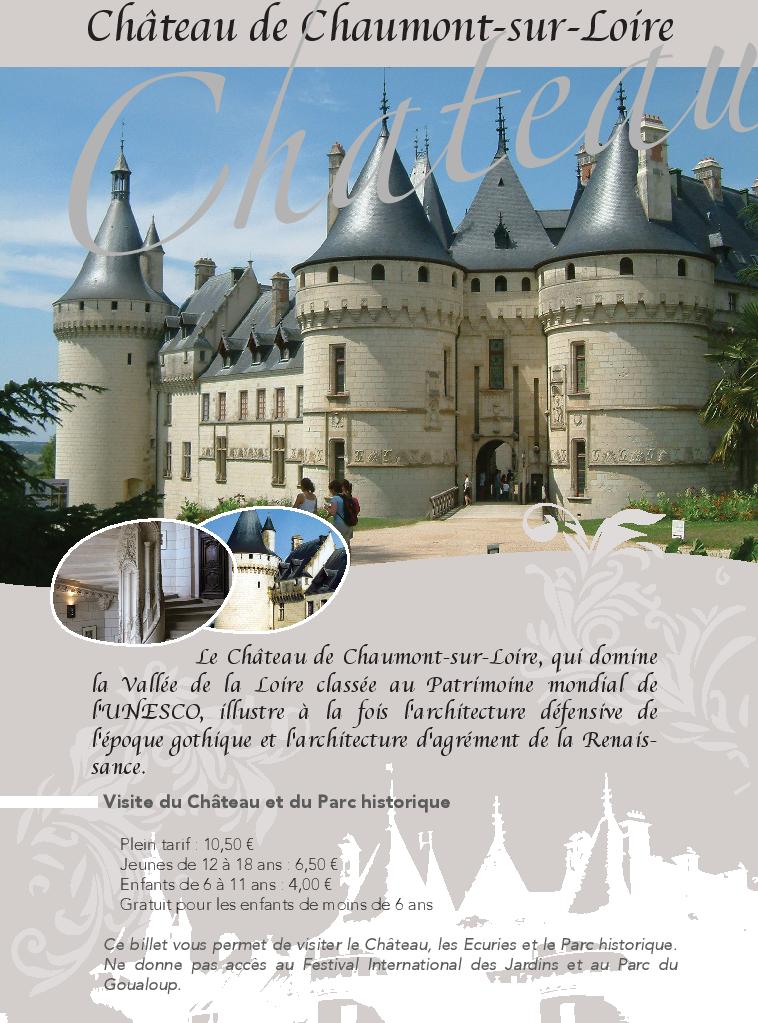 Château de Chaumont-sur-Loire
Chateau
Le Château de Chaumont-sur-Loire, qui domine
la Vallée de la Loire classée au Patrimoine mondial de
l'UNESCO, illustre à la fois l'architecture défensive de
l'époque gothique et l'architecture d'agrément de la Renais-
sance.
Visite du Château et du Parc historique
Plein tarif : 10,50 €
Jeunes de 12 à 18 ans : 6,50 €
Enfants de 6 à 11 ans : 4,00 €
Gratuit pour les enfants de moins de 6 ans
Ce billet vous permet de visiter le Château, les Ecuries et le Parc historique.
Ne donne pas accès au Festival International des Jardins et au Parc du
Goualoup.